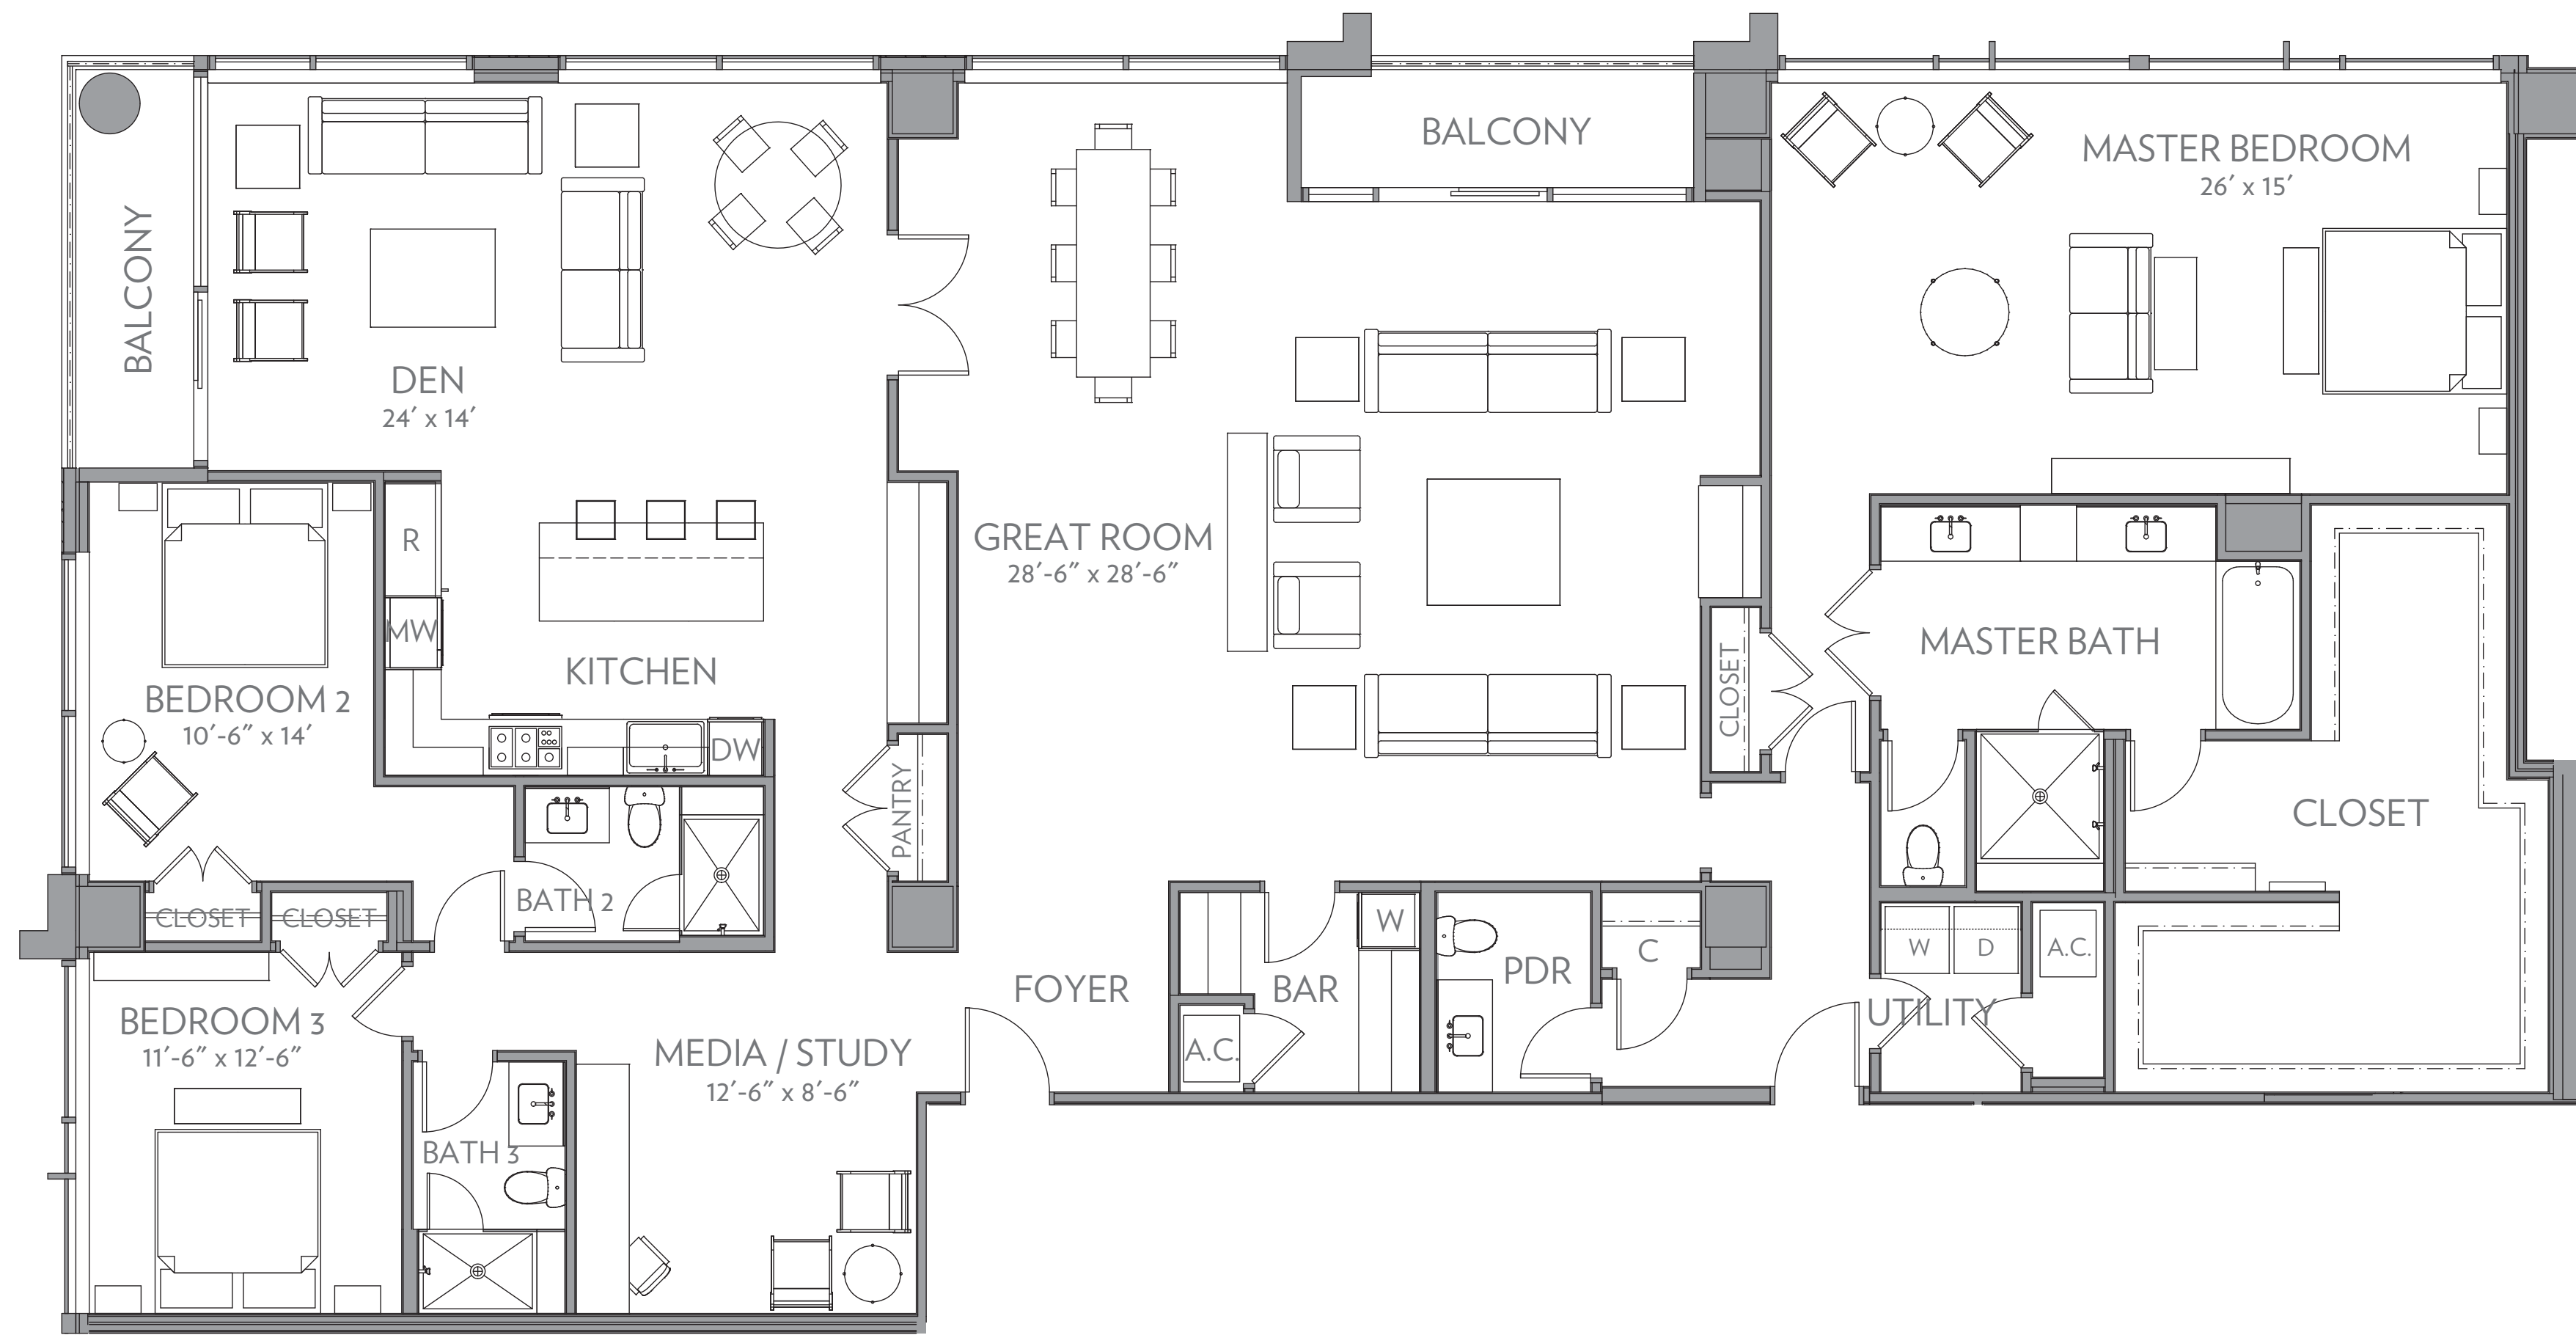 BALCONY
DEN
24′ x 14′
BALCONY
MASTER BEDROOM
26′ x 15′
GREAT ROOM
28′-6″ x 28′-6″
R
MW
KITCHEN
DW
BEDROOM 2
10′-6″ x 14′
PANTRY
CLOSET
MASTER BATH
CLOSET
BATH 2
CLOSET
CLOSET
BEDROOM 3
11′-6″ x 12′-6″
BATH 3
MEDIA / STUDY
12′-6″ x 8′-6″
FOYER
A.C.
BAR
W
PDR
C
W
D
A.C.
UTILITY